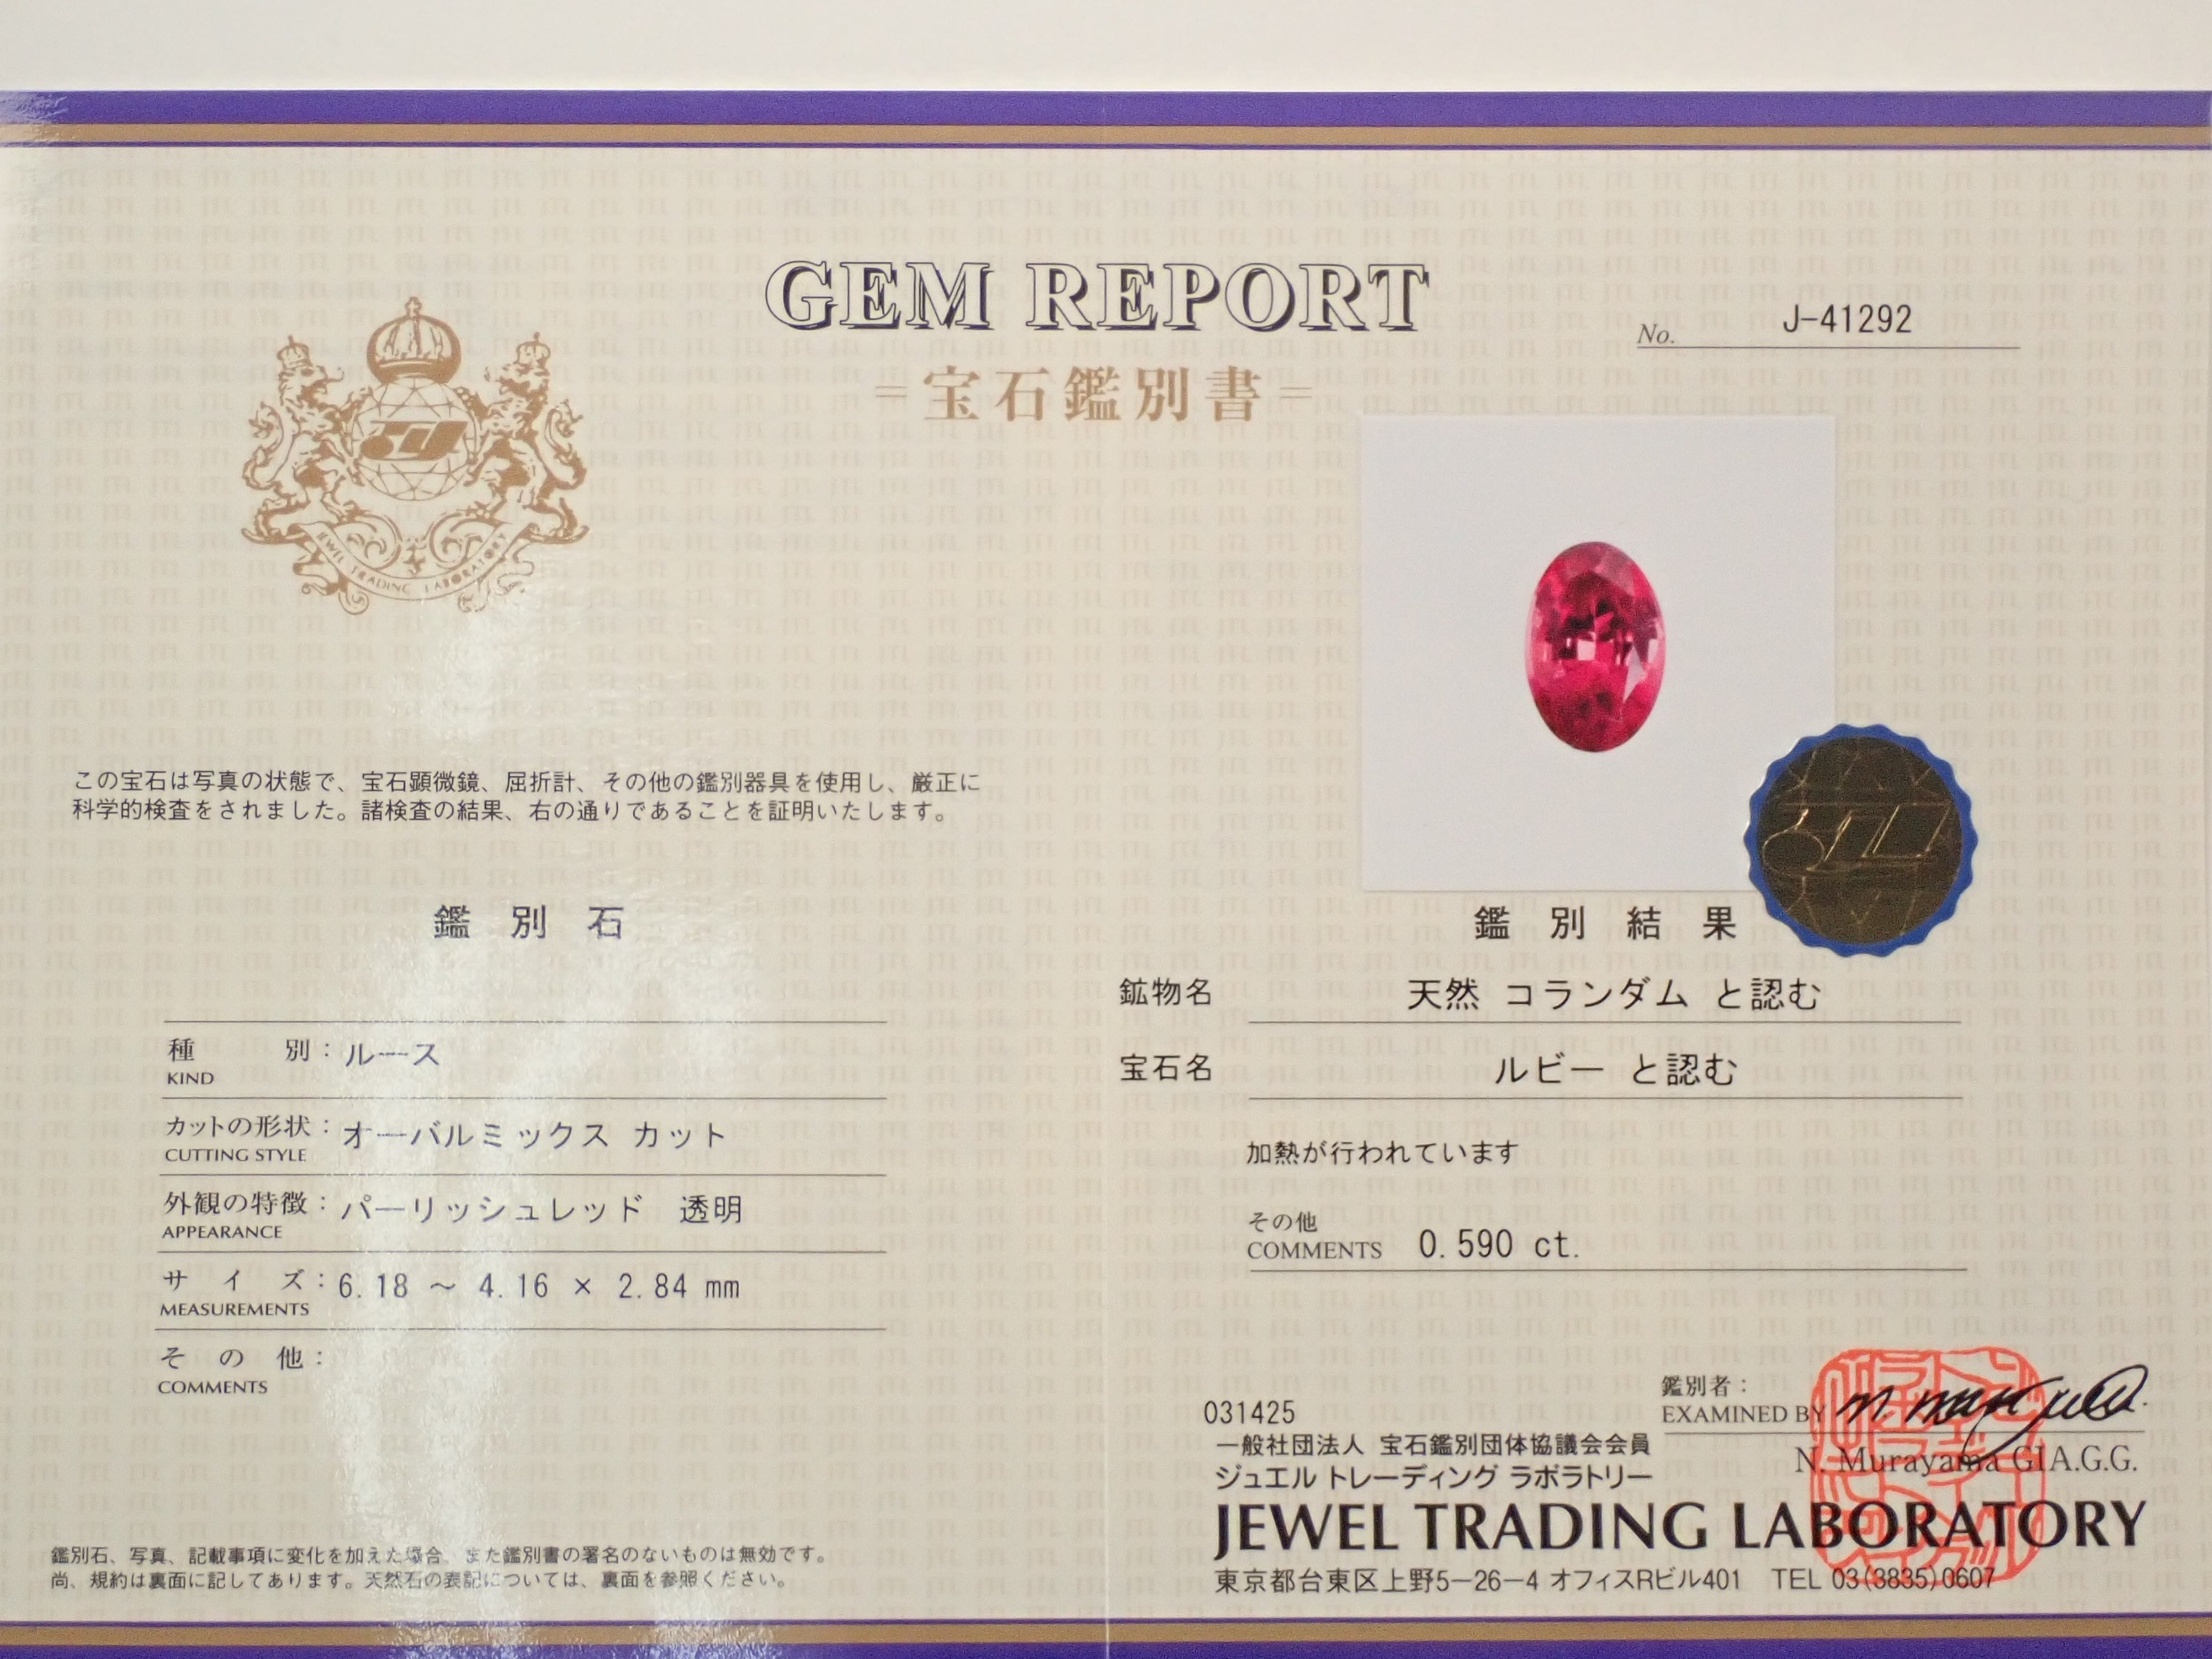 GEM REPORT
=宝石鑑別書=
No. J-41292
JEWEL TRADING LABORATORY
この宝石は写真の状態で、宝石顕微鏡、屈折計、その他の鑑別器具を使用し、厳正に
科学的検査をされました。諸検査の結果、右の通りであることを証明いたします。
鑑別石
種別:ルース
KIND
カットの形状:オーバルミックス カット
CUTTING STYLE
外観の特徴:パーリッシュレッド 透明
APPEARANCE
サイズ:6.18 ～ 4.16 × 2.84 mm
MEASUREMENTS
その他:
COMMENTS
鑑別石、写真、記載事項に変化を加えた場合、また鑑別書の署名のないものは無効です。
尚、規約は裏面に記してあります。天然石の表記については、裏面を参照ください。
鑑別結果
鉱物名 天然 コランダム と認む
宝石名 ルビー と認む
加熱が行われています
その他
COMMENTS 0.590 ct.
鑑別者:
EXAMINED BY
N. Murayama GIA.G.G.
031425
一般社団法人 宝石鑑別団体協議会会員
ジュエル トレーディング ラボラトリー
JEWEL TRADING LABORATORY
東京都台東区上野5-26-4 オフィスRビル401 TEL 03(3835)0607